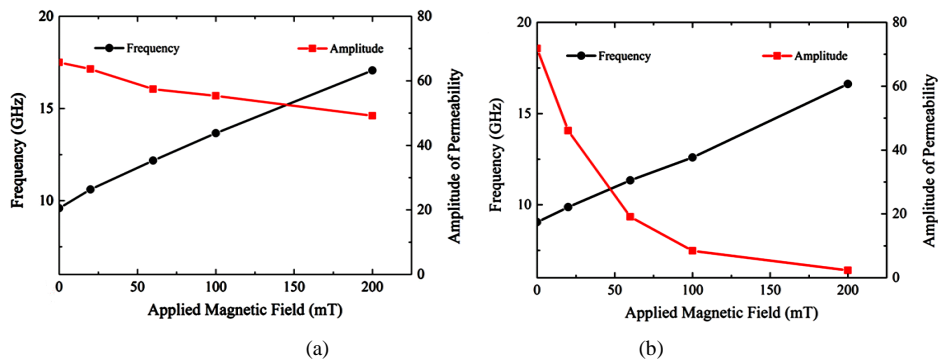 20
15
10
Frequency (GHz)
Frequency
Amplitude
80
60
40
20
0
Amplitude of Permeability
0 50 100 150 200
Applied Magnetic Field (mT)
(a)
20
15
10
Frequency (GHz)
Frequency
Amplitude
80
60
40
20
0
Amplitude of Permeability
0 50 100 150 200
Applied Magnetic Field (mT)
(b)